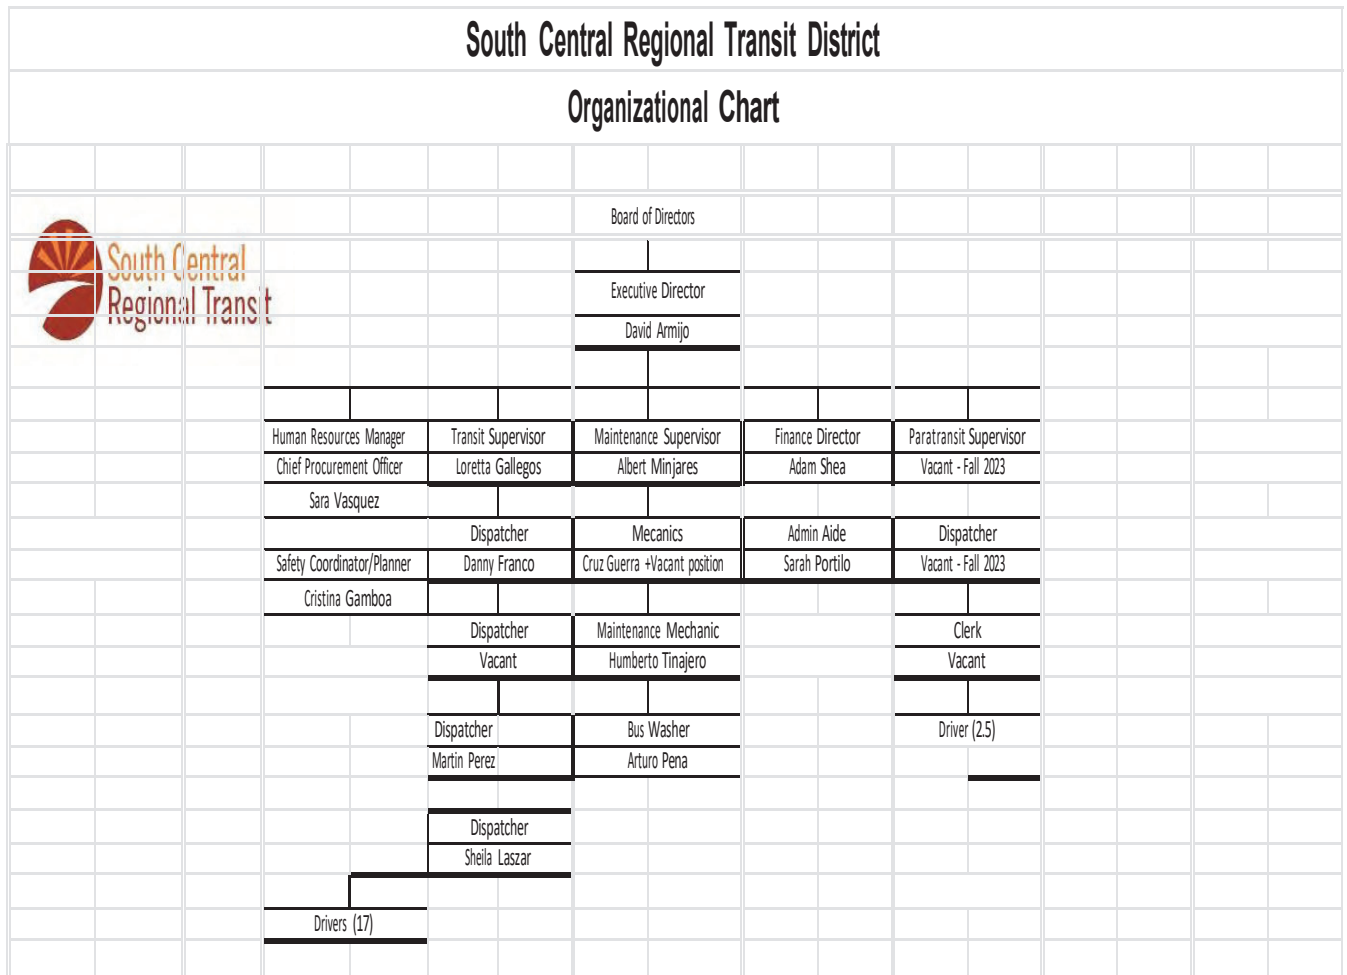 South Central Regional Transit District
Organizational Chart
South Central
Regional Transit
Board of Directors
Executive Director
David Armijo
Human Resources Manager
Chief Procurement Officer
Sara Vasquez
Safety Coordinator/Planner
Cristina Gamboa
Transit Supervisor
Loretta Gallegos
Dispatcher
Danny Franco
Dispatcher
Vacant
Dispatcher
Martin Perez
Dispatcher
Sheila Laszar
Drivers (17)
Maintenance Supervisor
Albert Minjares
Mecanics
Cruz Guerra +Vacant position
Maintenance Mechanic
Humberto Tinajero
Bus Washer
Arturo Pena
Finance Director
Adam Shea
Admin Aide
Sarah Portilo
Paratransit Supervisor
Vacant - Fall 2023
Dispatcher
Vacant - Fall 2023
Clerk
Vacant
Driver (2.5)